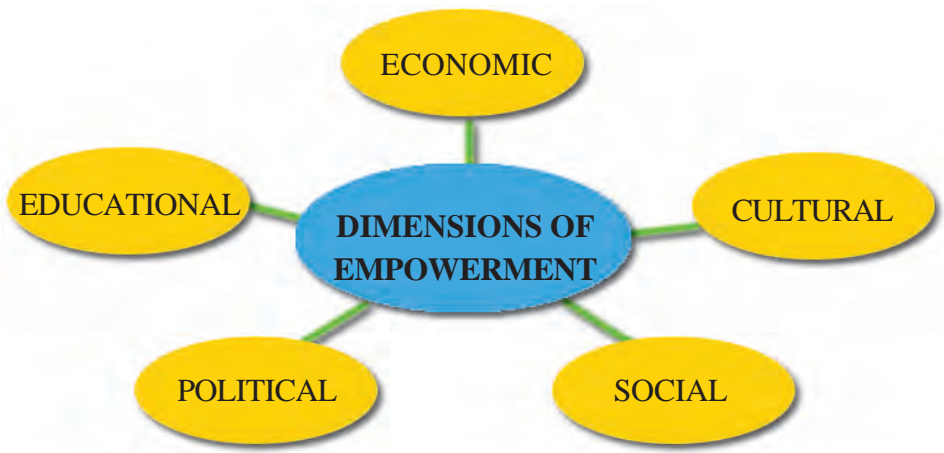 ECONOMIC
EDUCATIONAL
DIMENSIONS OF
EMPOWERMENT
CULTURAL
POLITICAL
SOCIAL